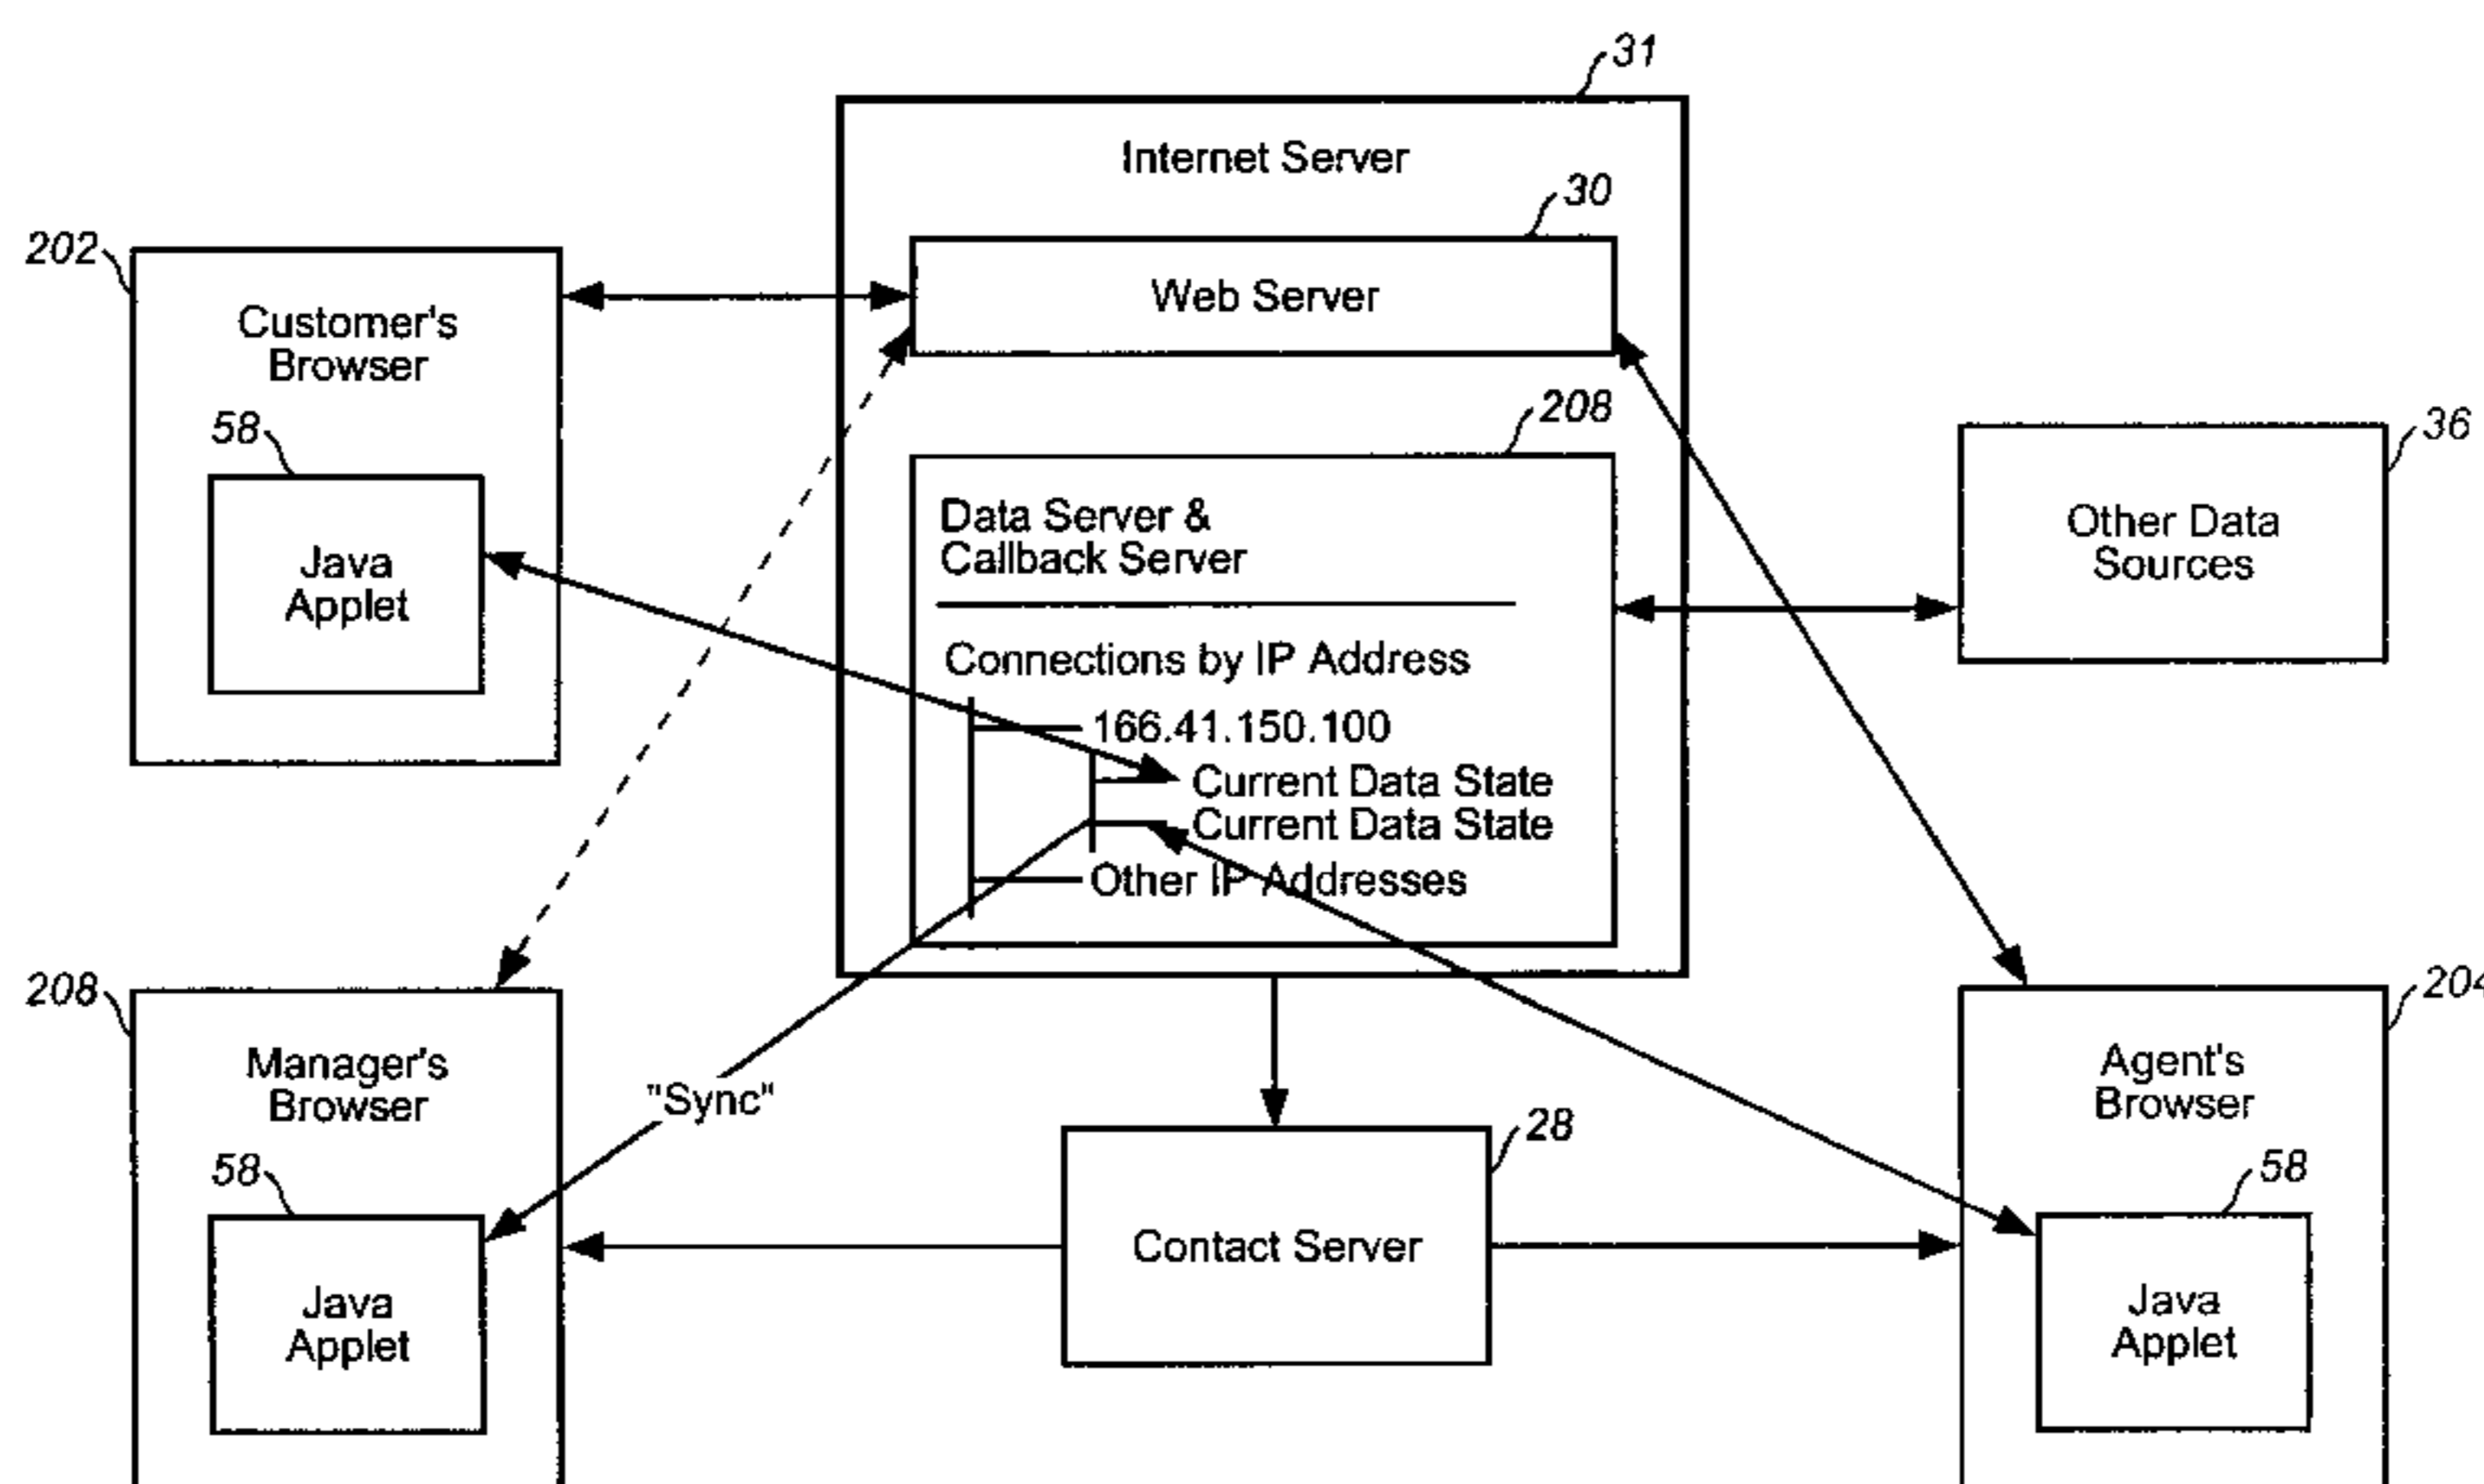 31
Internet Server
30
Web Server
202
Customer's
Browser
58
Java
Applet
208
Data Server &
Callback Server
Connections by IP Address
166.41.150.100
Current Data State
Current Data State
Other IP Addresses
36
Other Data
Sources
208
Manager's
Browser
"Sync"
58
Java
Applet
28
Contact Server
204
Agent's
Browser
58
Java
Applet